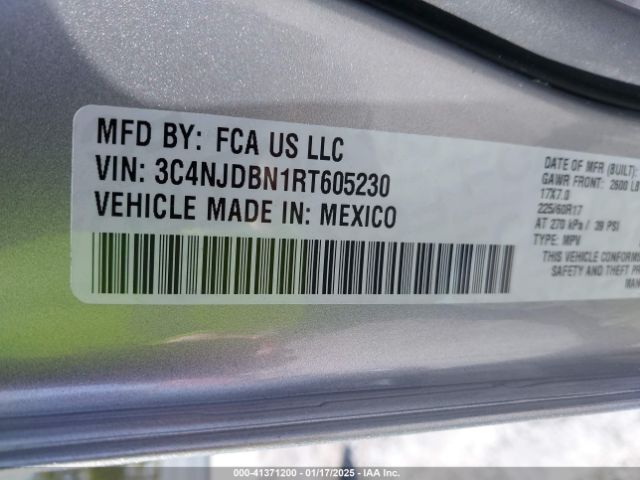 MFD BY: FCA US LLC
VIN: 3C4NJDBN1RT605230
VEHICLE MADE IN: MEXICO
DATE OF MFR (BUILT):
GAWR FRONT: 2600 LB
17X7.0
225/60R17
AT 270 kPa / 39 PSI
TYPE: MPV
THIS VEHICLE CONFORMS
SAFETY AND THEFT
000-41371200 - 01/17/2025 - IAA Inc.